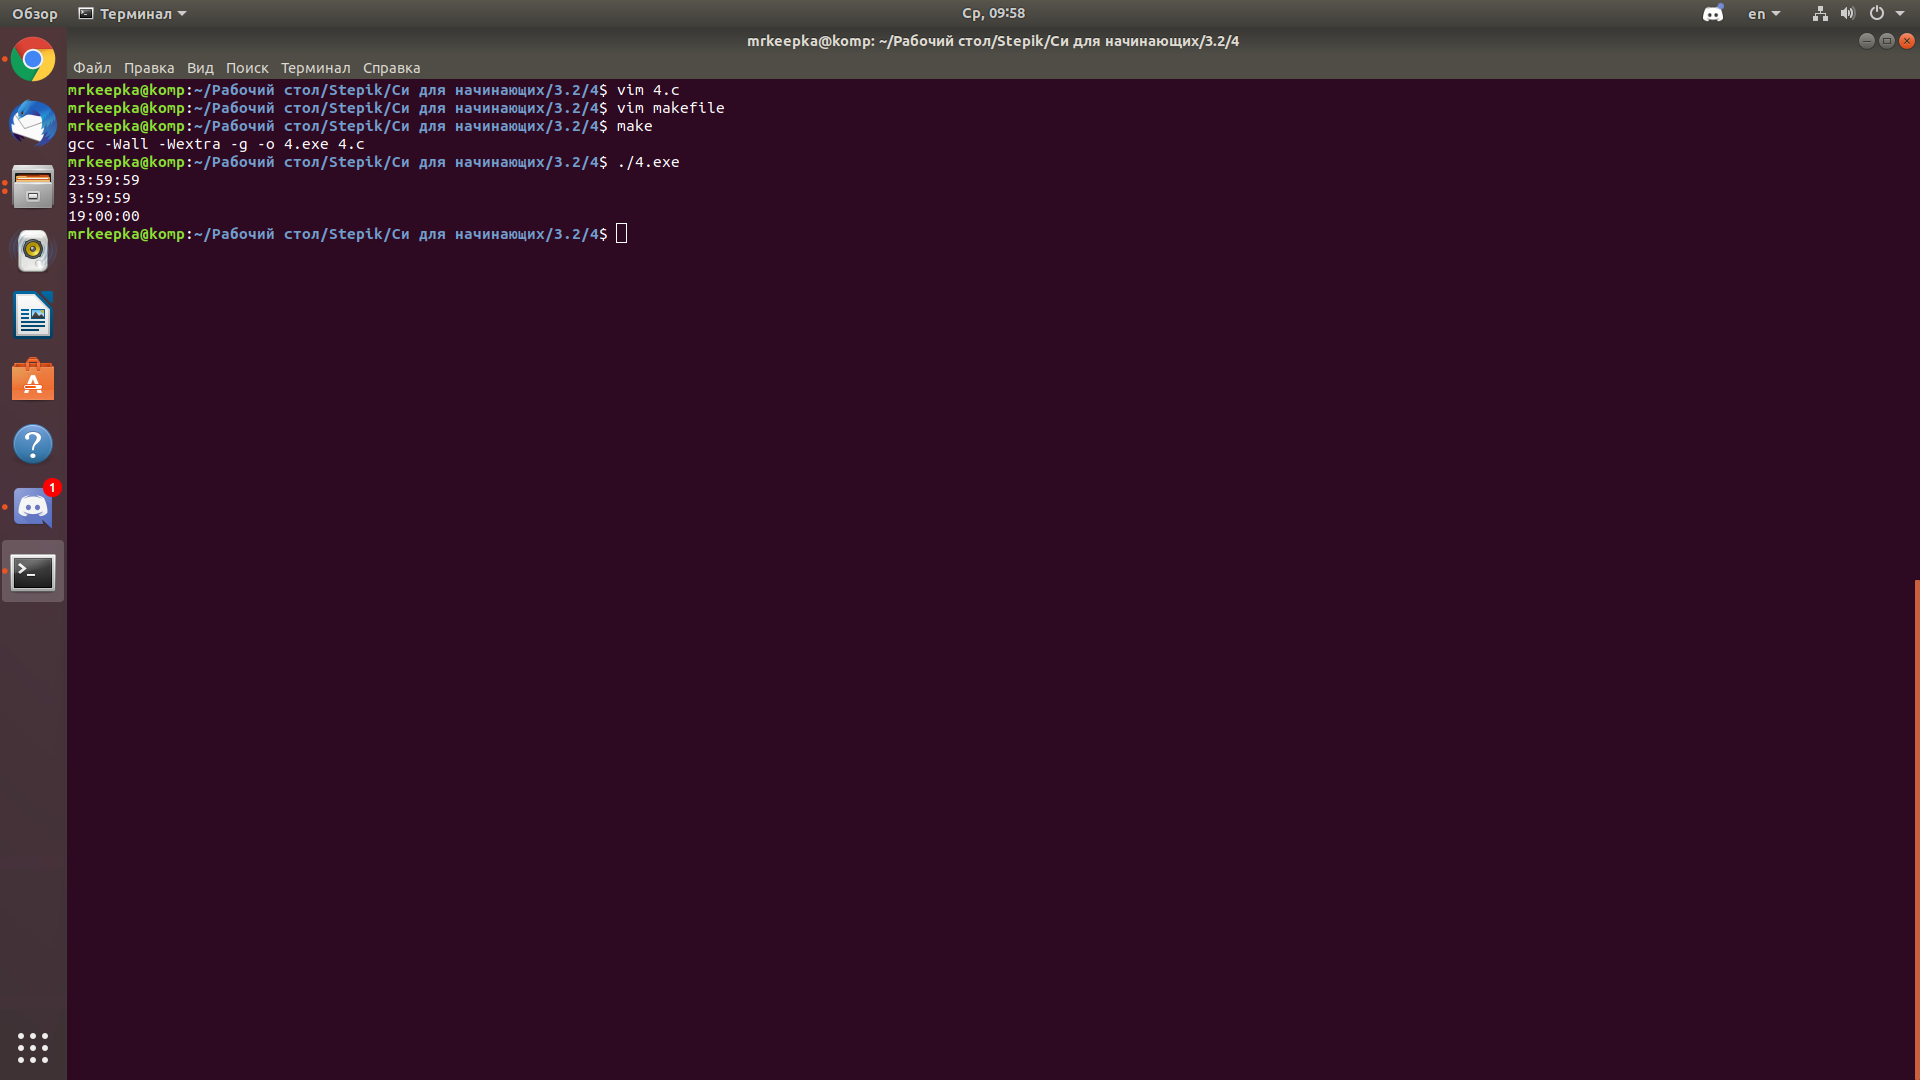 Обзор Терминал Ср, 09:58 en
mrkeepka@komp: ~/Рабочий стол/Stepik/Си для начинающих/3.2/4
Файл Правка Вид Поиск Терминал Справка
mrkeepka@komp:~/Рабочий стол/Stepik/Си для начинающих/3.2/4$ vim 4.c
mrkeepka@komp:~/Рабочий стол/Stepik/Си для начинающих/3.2/4$ vim makefile
mrkeepka@komp:~/Рабочий стол/Stepik/Си для начинающих/3.2/4$ make
gcc -Wall -Wextra -g -o 4.exe 4.c
mrkeepka@komp:~/Рабочий стол/Stepik/Си для начинающих/3.2/4$ ./4.exe
23:59:59
3:59:59
19:00:00
mrkeepka@komp:~/Рабочий стол/Stepik/Си для начинающих/3.2/4$
1